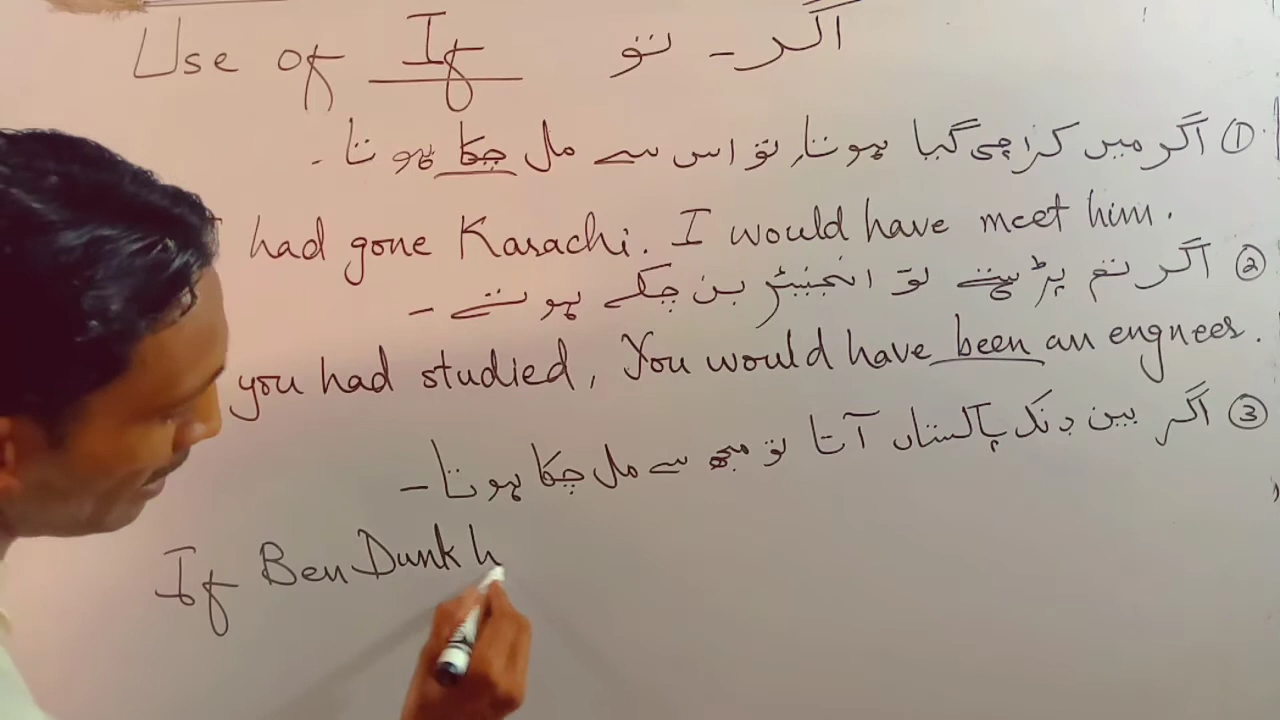 Use of If اگر - تو
① اگر میں کراچی گیا ہوتا، تو اس سے مل چکا ہوتا۔
had gone Karachi. I would have meet him.
② اگر تم پڑھتے تو انجنیئر بن چکے ہوتے -
you had studied, You would have been an engnees.
③ اگر بین ڈنک پاکستان آتا تو مجھ سے مل چکا ہوتا -
If Ben Dunk h